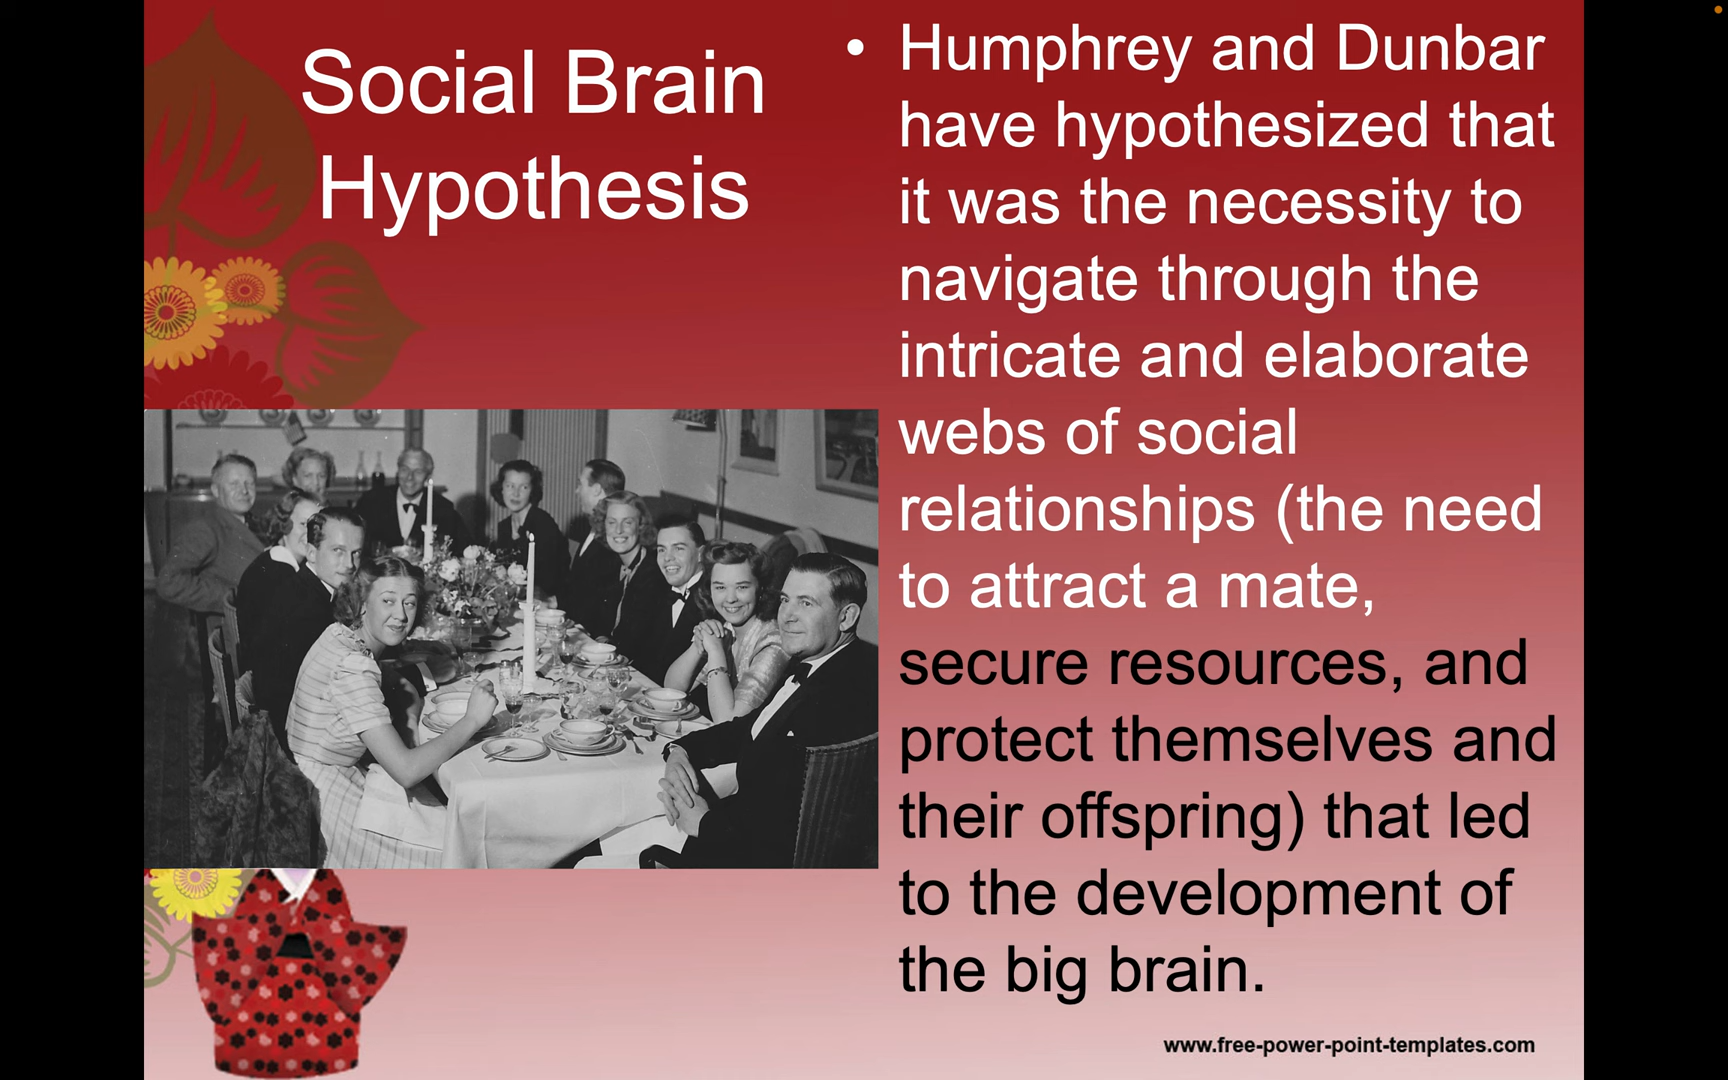 Social Brain
Hypothesis
• Humphrey and Dunbar
have hypothesized that
it was the necessity to
navigate through the
intricate and elaborate
webs of social
relationships (the need
to attract a mate,
secure resources, and
protect themselves and
their offspring) that led
to the development of
the big brain.
www.free-power-point-templates.com